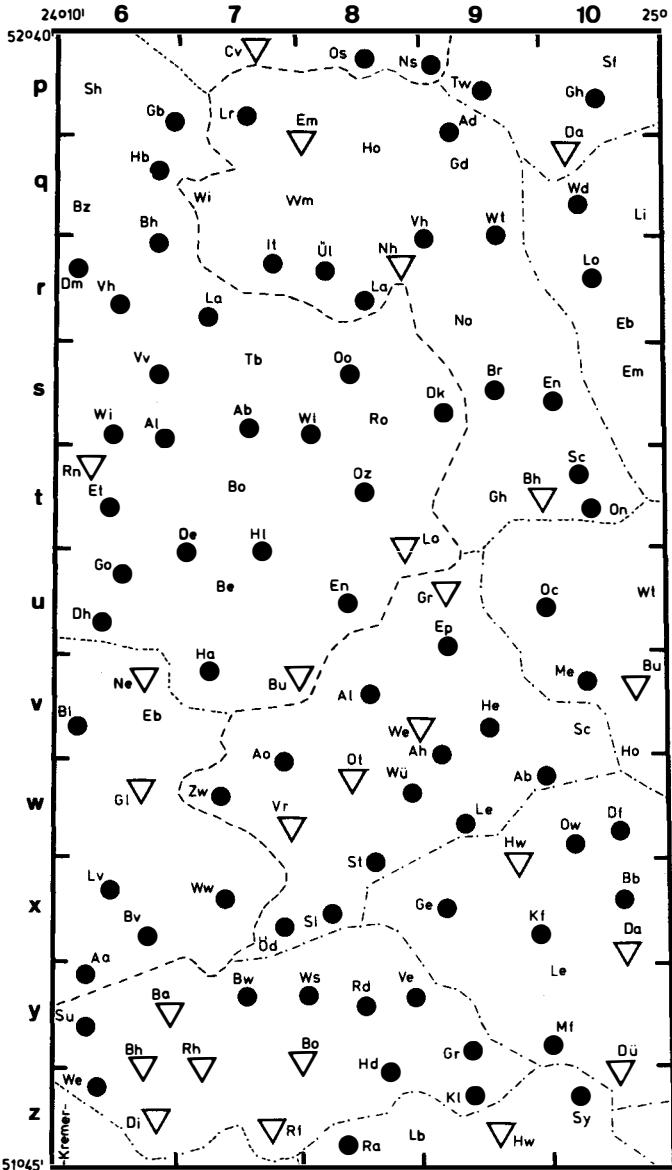 6 7 8 9 10
24°10' 25°
52°40'
Cv Os Ns Sf
p Sh Tw Gh
Gb Lr Em Ad Da
Ho Gd
Hb
q Wi Wm Wd
Bz Li
Bh It Ül Vh Wt
Nh Lo
r Dm Vh La La
No Eb
Vv Tb Oo Em
s Br En
Wi Al Ab Wl Ro Dk
Rn Sc
t Et Bo Oz Gh Bh On
De Hl Lo
Go
u Be En Gr Oc Wt
Dh Ep
Ha
Ne Bu Me Bu
v Bl Eb Al We He Sc
Ao Ot Ah Ho
w Gl Zw Wü Ab
Vr Le Ow Df
St Hw
Lv Ww Bb
x Bv Sl Ge Kf Da
Od
Aa Le
y Ba Bw Ws Rd Ve
Su Mf
Bh Rh Bo Gr Dü
We Hd Kl
z Di Rf Lb Sy
Ra Hw
51°45'
Kremer